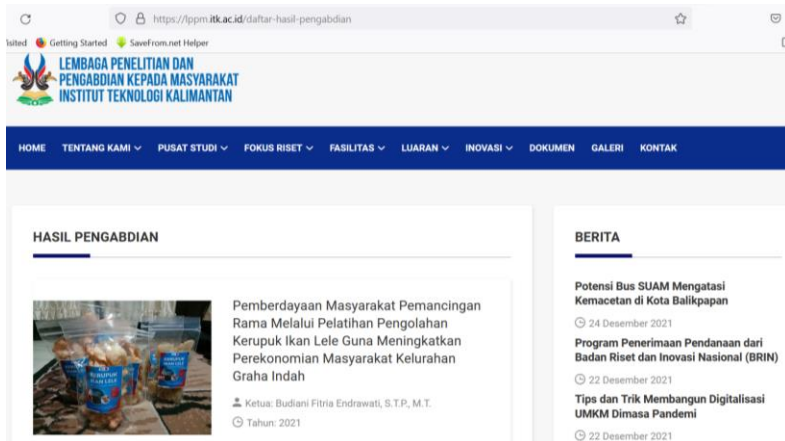 https://lppm.itk.ac.id/daftar-hasil-pengabdian
isited Getting Started SaveFrom.net Helper
LEMBAGA PENELITIAN DAN
PENGABDIAN KEPADA MASYARAKAT
INSTITUT TEKNOLOGI KALIMANTAN
HOME TENTANG KAMI PUSAT STUDI FOKUS RISET FASILITAS LUARAN INOVASI DOKUMEN GALERI KONTAK
HASIL PENGABDIAN
Pemberdayaan Masyarakat Pemancingan
Rama Melalui Pelatihan Pengolahan
Kerupuk Ikan Lele Guna Meningkatkan
Perekonomian Masyarakat Kelurahan
Graha Indah
Ketua: Budiani Fitria Endrawati, S.T.P., M.T.
Tahun: 2021
KURUPUK
IKAN LELE
BERITA
Potensi Bus SUAM Mengatasi
Kemacetan di Kota Balikpapan
24 Desember 2021
Program Penerimaan Pendanaan dari
Badan Riset dan Inovasi Nasional (BRIN)
22 Desember 2021
Tips dan Trik Membangun Digitalisasi
UMKM Dimasa Pandemi
22 Desember 2021